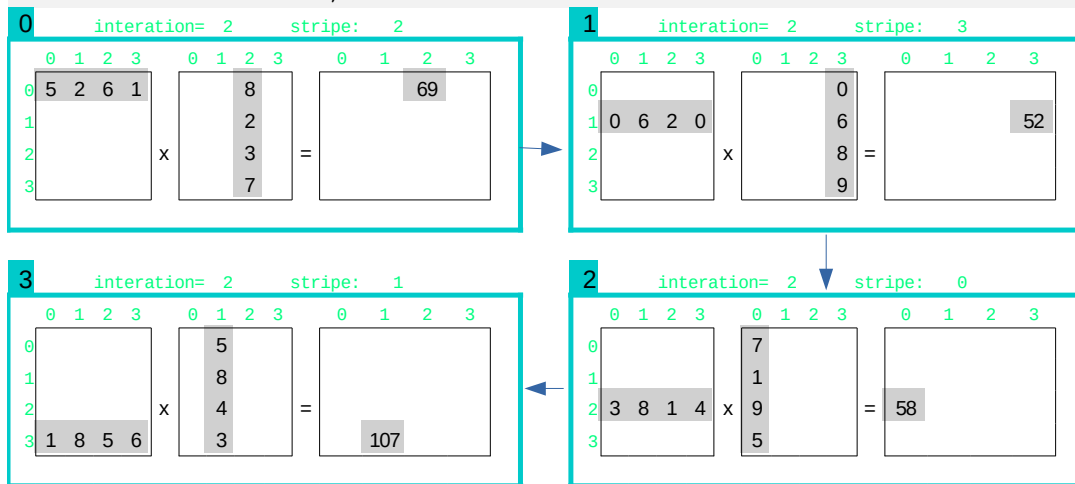 0 interation= 2 stripe: 2
0 1 2 3 0 1 2 3 0 1 2 3
0 5 2 6 1 8 69
1 2
2 x 3 =
3 7
1 interation= 2 stripe: 3
0 1 2 3 0 1 2 3 0 1 2 3
0 0
1 0 6 2 0 6 52
2 x 8 =
3 9
3 interation= 2 stripe: 1
0 1 2 3 0 1 2 3 0 1 2 3
0 5
1 8
2 x 4 =
3 1 8 5 6 3 107
2 interation= 2 stripe: 0
0 1 2 3 0 1 2 3 0 1 2 3
0 7
1 1
2 3 8 1 4 x 9 = 58
3 5